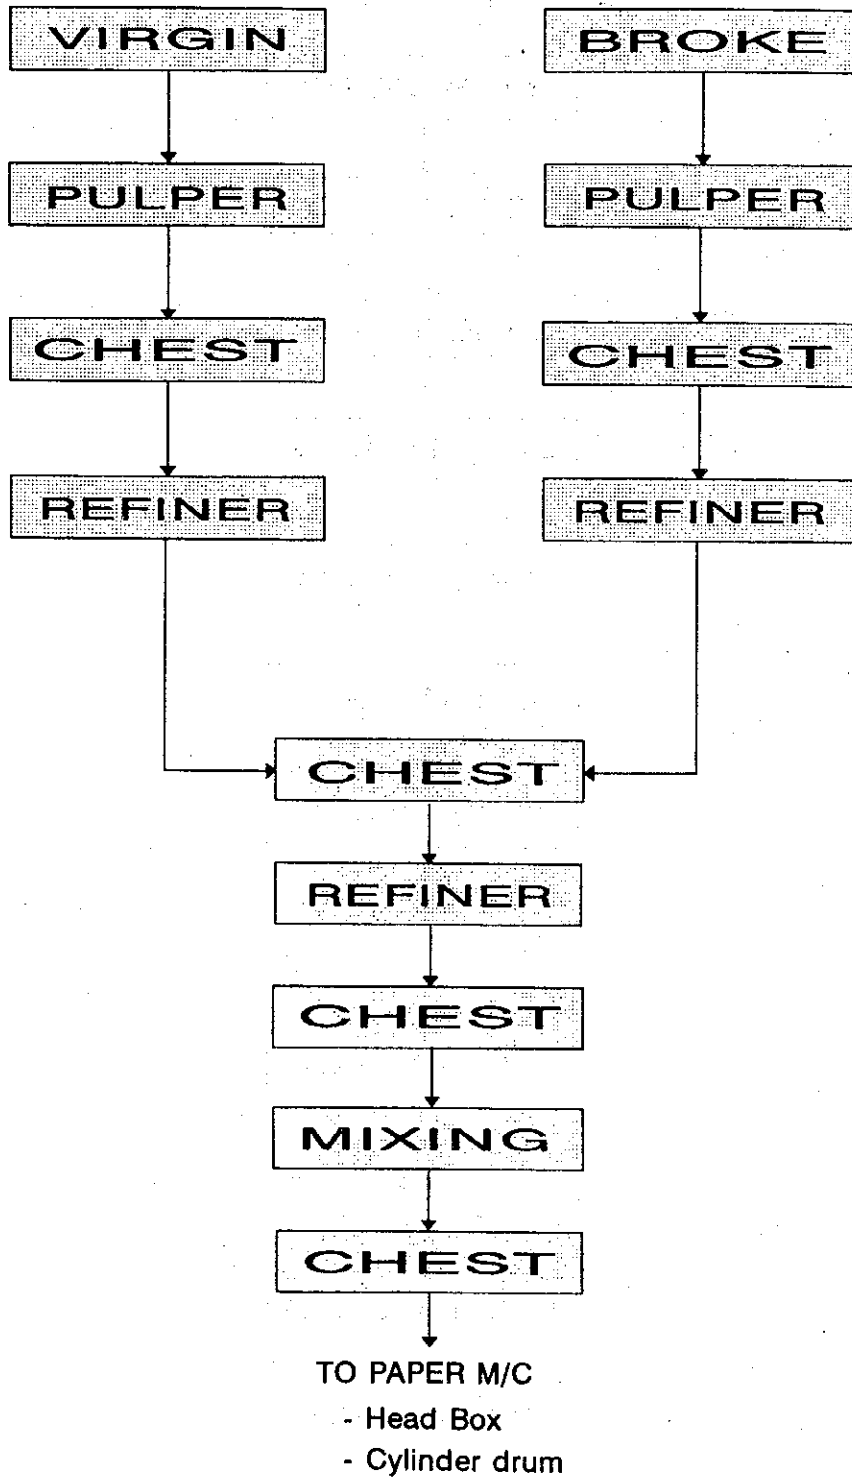 VIRGIN
BROKE
PULPER
PULPER
CHEST
CHEST
REFINER
REFINER
CHEST
REFINER
CHEST
MIXING
CHEST
TO PAPER M/C
- Head Box
- Cylinder drum